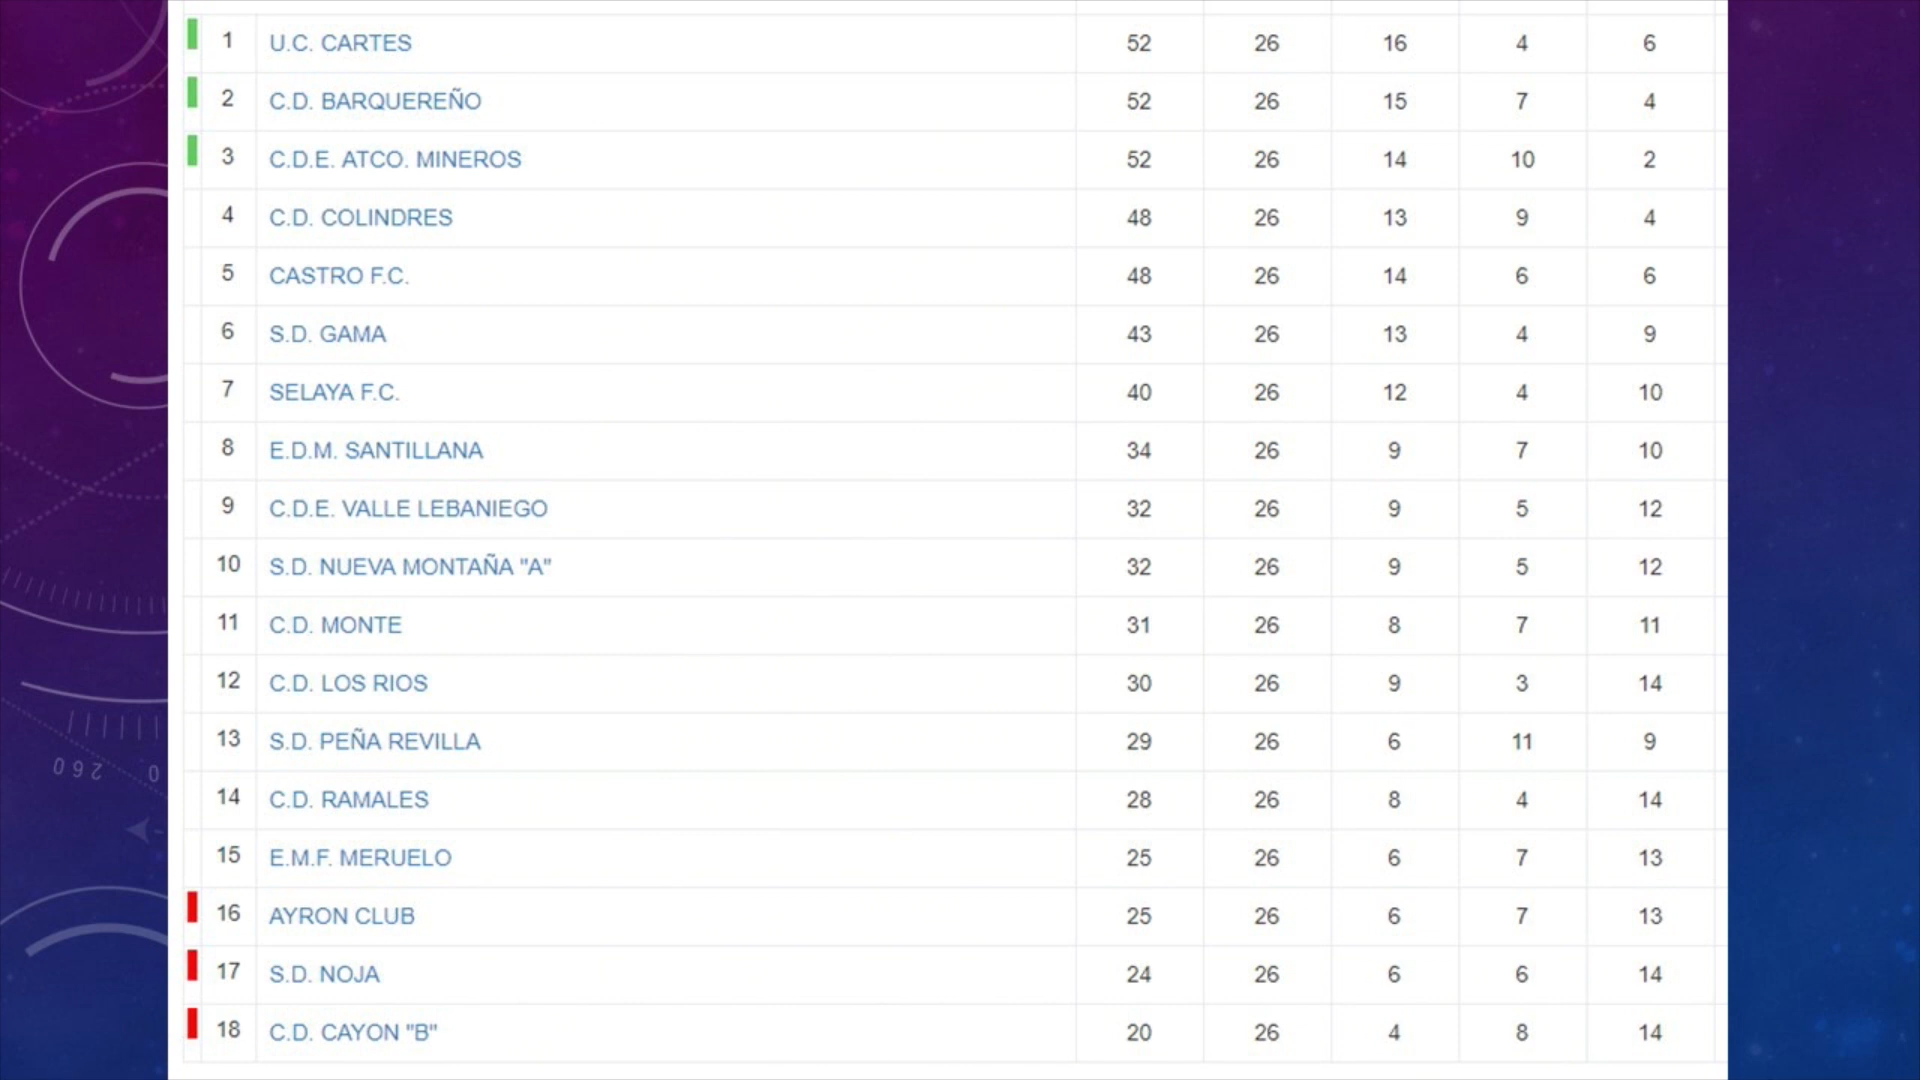 1 U.C. CARTES 52 26 16 4 6
2 C.D. BARQUEREÑO 52 26 15 7 4
3 C.D.E. ATCO. MINEROS 52 26 14 10 2
4 C.D. COLINDRES 48 26 13 9 4
5 CASTRO F.C. 48 26 14 6 6
6 S.D. GAMA 43 26 13 4 9
7 SELAYA F.C. 40 26 12 4 10
8 E.D.M. SANTILLANA 34 26 9 7 10
9 C.D.E. VALLE LEBANIEGO 32 26 9 5 12
10 S.D. NUEVA MONTAÑA "A" 32 26 9 5 12
11 C.D. MONTE 31 26 8 7 11
12 C.D. LOS RIOS 30 26 9 3 14
13 S.D. PEÑA REVILLA 29 26 6 11 9
14 C.D. RAMALES 28 26 8 4 14
15 E.M.F. MERUELO 25 26 6 7 13
16 AYRON CLUB 25 26 6 7 13
17 S.D. NOJA 24 26 6 6 14
18 C.D. CAYON "B" 20 26 4 8 14
260